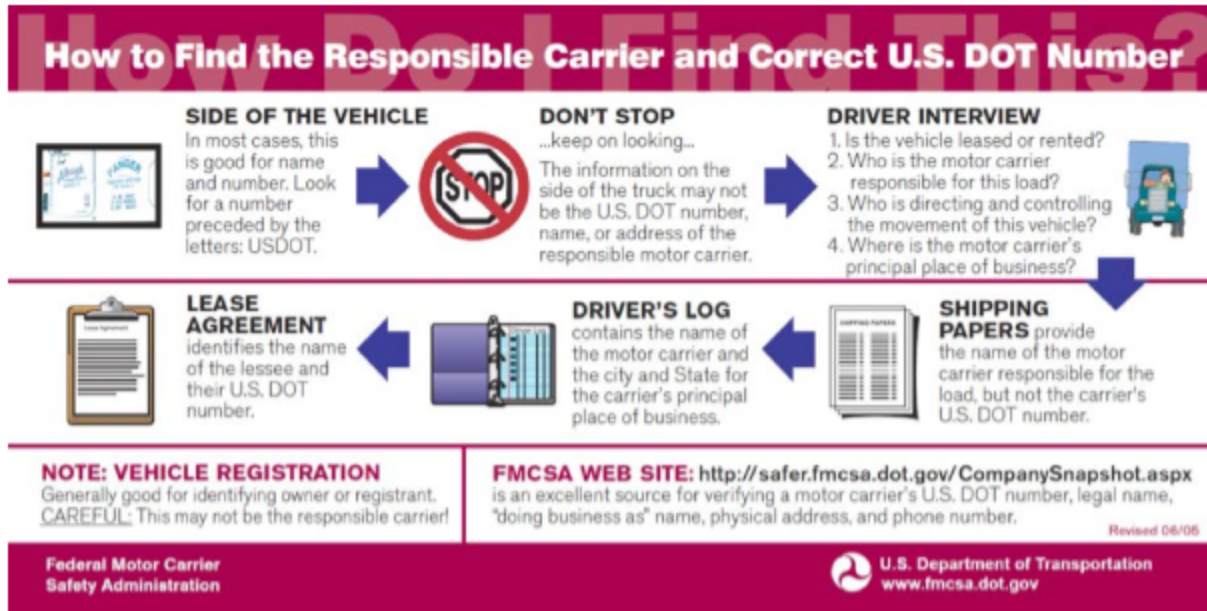 How Do I Find This?
How to Find the Responsible Carrier and Correct U.S. DOT Number
SIDE OF THE VEHICLE
In most cases, this
is good for name
and number. Look
for a number
preceded by the
letters: USDOT.
DON'T STOP
...keep on looking...
The information on the
side of the truck may not
be the U.S. DOT number,
name, or address of the
responsible motor carrier.
STOP
DRIVER INTERVIEW
1. Is the vehicle leased or rented?
2. Who is the motor carrier
responsible for this load?
3. Who is directing and controlling
the movement of this vehicle?
4. Where is the motor carrier's
principal place of business?
SHIPPING
PAPERS provide
the name of the motor
carrier responsible for the
load, but not the carrier's
U.S. DOT number.
SHIPPING PAPERS
DRIVER'S LOG
contains the name of
the motor carrier and
the city and State for
the carrier's principal
place of business.
LEASE
AGREEMENT
identifies the name
of the lessee and
their U.S. DOT
number.
Lease Agreement
NOTE: VEHICLE REGISTRATION
Generally good for identifying owner or registrant.
CAREFUL: This may not be the responsible carrier!
FMCSA WEB SITE: http://safer.fmcsa.dot.gov/CompanySnapshot.aspx
is an excellent source for verifying a motor carrier's U.S. DOT number, legal name,
"doing business as" name, physical address, and phone number.
Federal Motor Carrier
Safety Administration
U.S. Department of Transportation
www.fmcsa.dot.gov